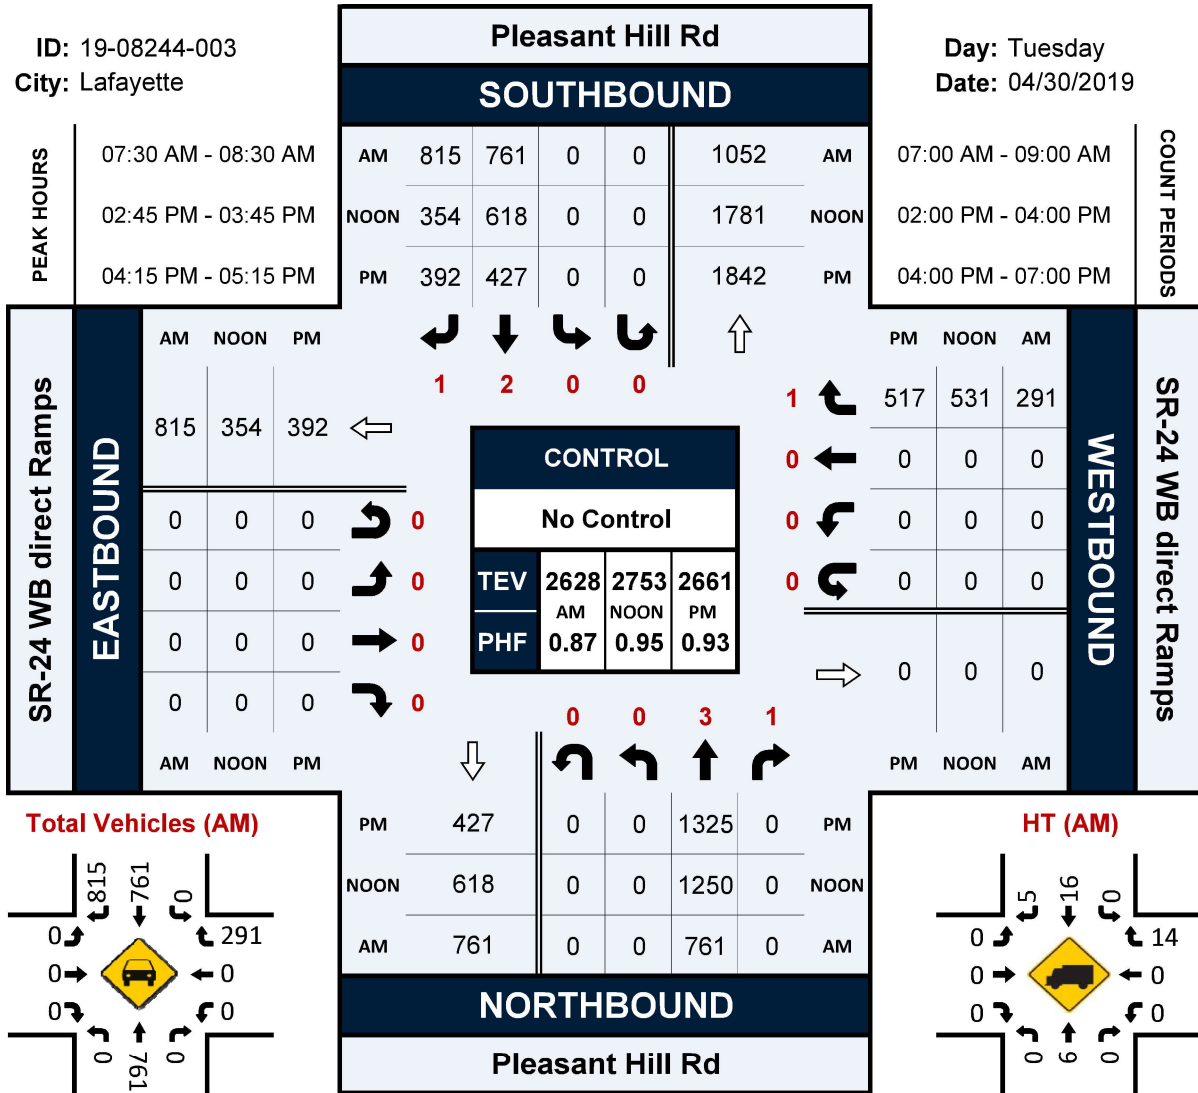 ID: 19-08244-003
City: Lafayette
Pleasant Hill Rd
Day: Tuesday
Date: 04/30/2019
SOUTHBOUND
PEAK HOURS
07:30 AM - 08:30 AM
02:45 PM - 03:45 PM
04:15 PM - 05:15 PM
AM 815 761 0 0 1052 AM
NOON 354 618 0 0 1781 NOON
PM 392 427 0 0 1842 PM
07:00 AM - 09:00 AM
02:00 PM - 04:00 PM
04:00 PM - 07:00 PM
COUNT PERIODS
1 2 0 0
SR-24 WB direct Ramps
EASTBOUND
AM NOON PM
815 354 392
0 0 0 0
0 0 0 0
0 0 0 0
0 0 0 0
AM NOON PM
CONTROL
No Control
TEV 2628 2753 2661
AM NOON PM
PHF 0.87 0.95 0.93
PM NOON AM
1 517 531 291
0 0 0 0
0 0 0 0
0 0 0 0
0 0 0
PM NOON AM
WESTBOUND
SR-24 WB direct Ramps
0 0 3 1
PM 427 0 0 1325 0 PM
NOON 618 0 0 1250 0 NOON
AM 761 0 0 761 0 AM
NORTHBOUND
Pleasant Hill Rd
Total Vehicles (AM)
815 761 0
0 291
0 0
0 0
0 761 0
HT (AM)
5 16 0
0 14
0 0
0 0
0 9 0